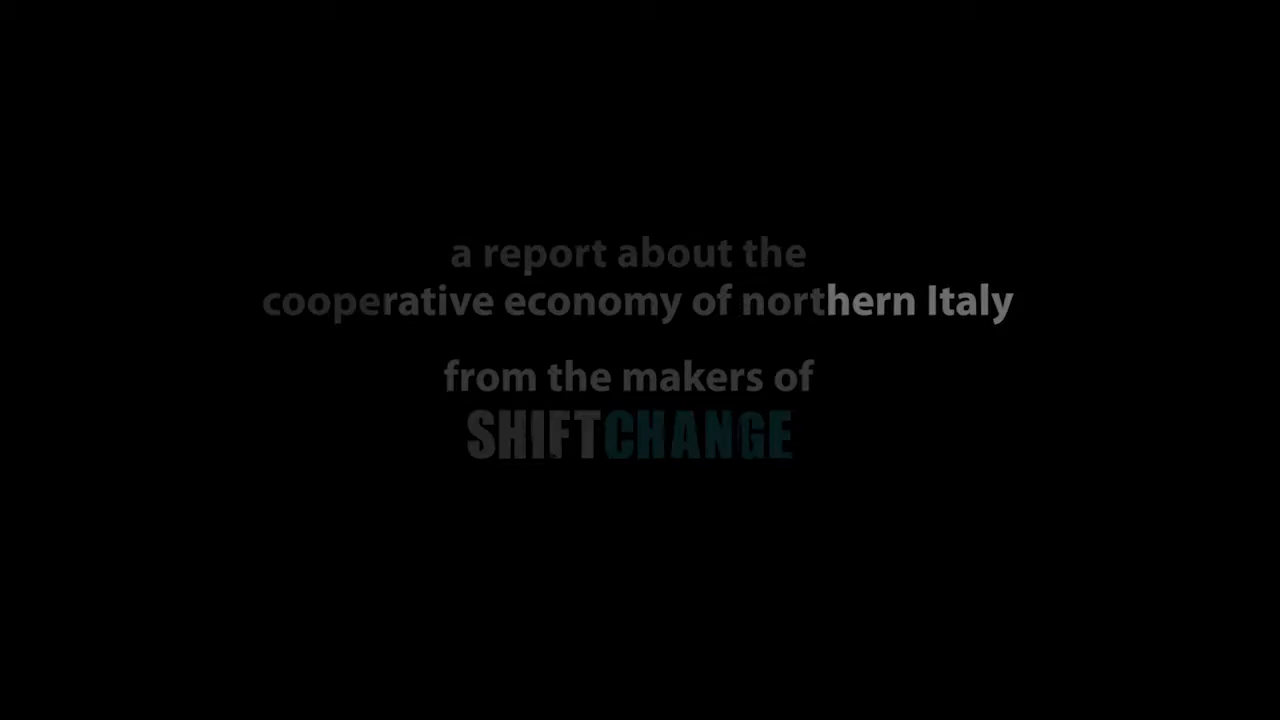 a report about the
cooperative economy of northern Italy
from the makers of
SHIFTCHANGE